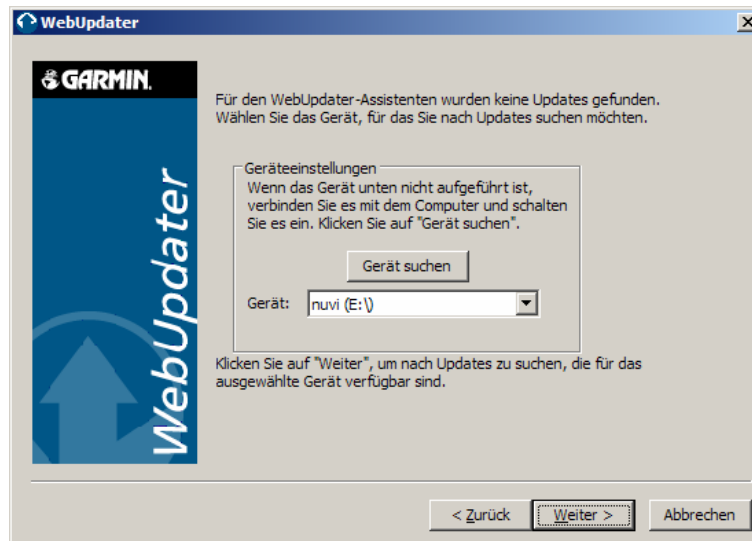 WebUpdater
GARMIN.
WebUpdater
Für den WebUpdater-Assistenten wurden keine Updates gefunden.
Wählen Sie das Gerät, für das Sie nach Updates suchen möchten.
Geräteeinstellungen
Wenn das Gerät unten nicht aufgeführt ist,
verbinden Sie es mit dem Computer und schalten
Sie es ein. Klicken Sie auf "Gerät suchen".
Gerät suchen
Gerät: nuvi (E:\)
Klicken Sie auf "Weiter", um nach Updates zu suchen, die für das
ausgewählte Gerät verfügbar sind.
< Zurück Weiter > Abbrechen